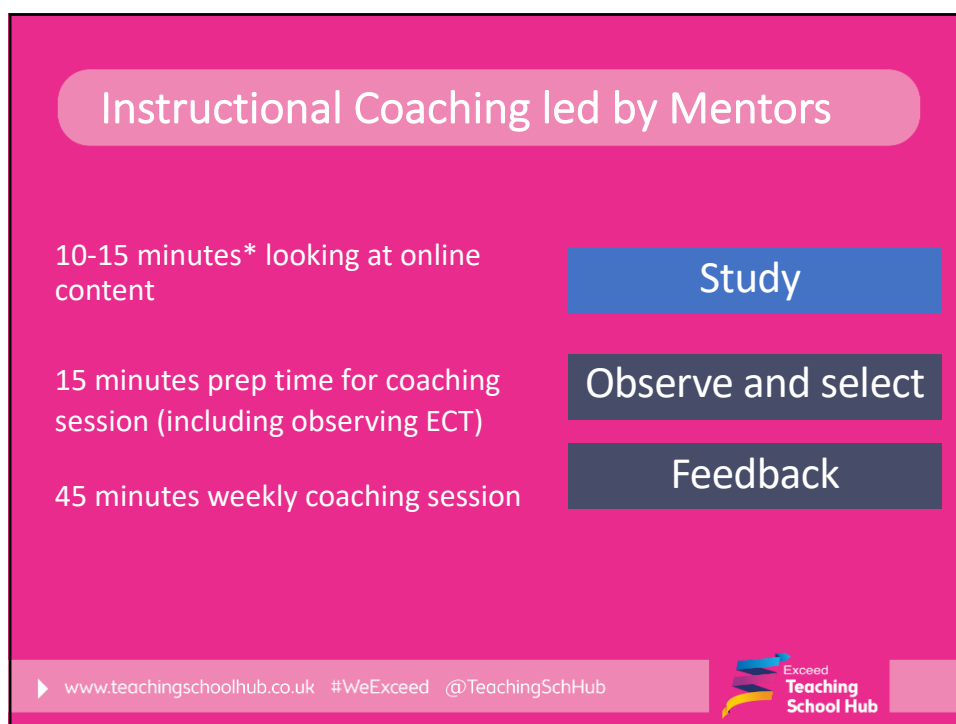 Instructional Coaching led by Mentors
10-15 minutes* looking at online
content
Study
15 minutes prep time for coaching
session (including observing ECT)
Observe and select
45 minutes weekly coaching session
Feedback
www.teachingschoolhub.co.uk #WeExceed @TeachingSchHub
Exceed
Teaching
School Hub